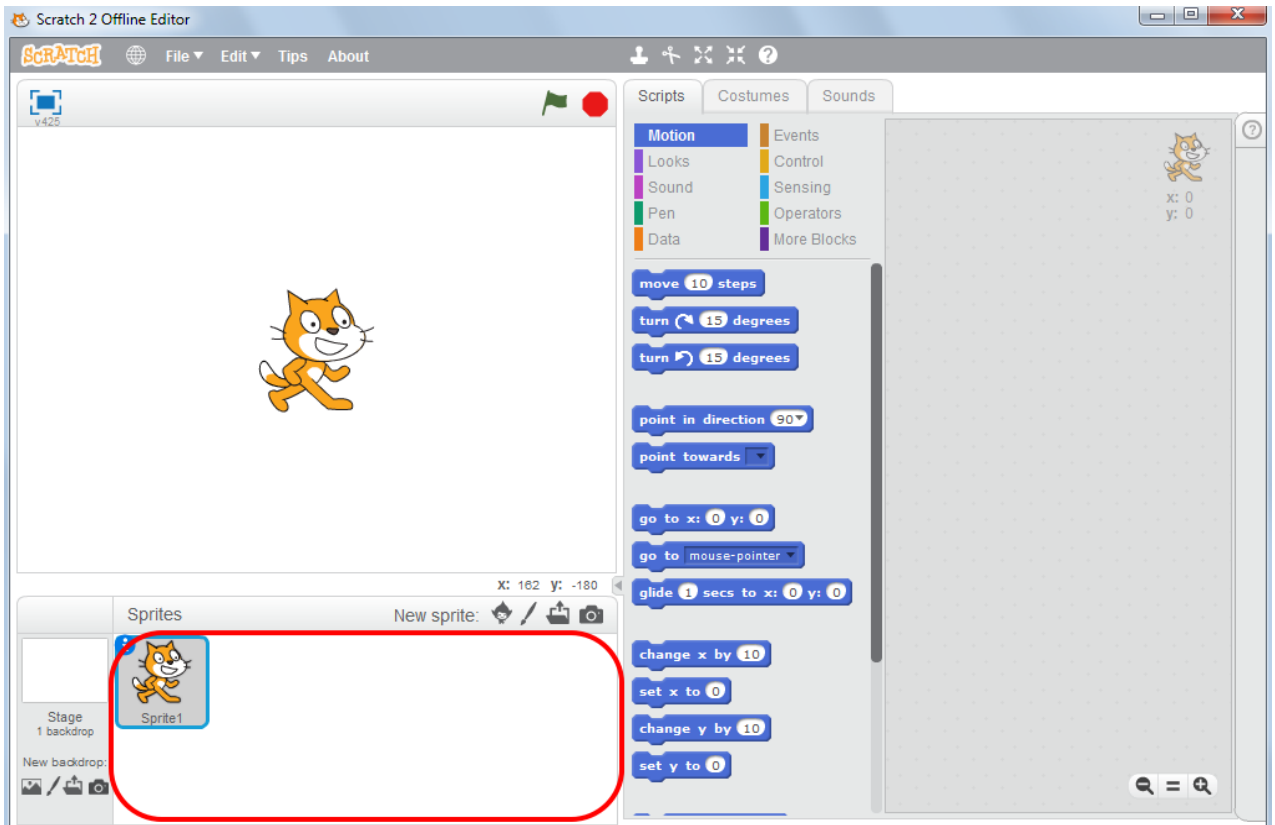 Scratch 2 Offline Editor
SCRATCH File Edit Tips About
v425
Scripts Costumes Sounds
Motion Events
Looks Control
Sound Sensing
Pen Operators
Data More Blocks
x: 0
y: 0
move 10 steps
turn 15 degrees
turn 15 degrees
point in direction 90
point towards
go to x: 0 y: 0
go to mouse-pointer
glide 1 secs to x: 0 y: 0
change x by 10
set x to 0
change y by 10
set y to 0
X: 162 y: -180
Sprites New sprite:
Sprite1
Stage
1 backdrop
New backdrop: